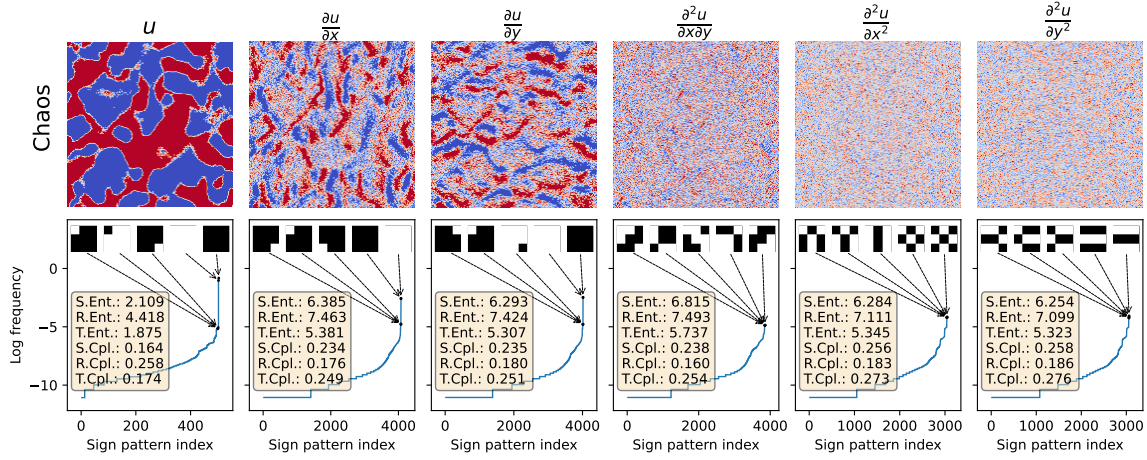 u
∂u/∂x
∂u/∂y
∂²u/∂x∂y
∂²u/∂x²
∂²u/∂y²
Chaos
Log frequency
0
−5
−10
S.Ent.: 2.109
R.Ent.: 4.418
T.Ent.: 1.875
S.Cpl.: 0.164
R.Cpl.: 0.258
T.Cpl.: 0.174
0 500
Sign pattern index
S.Ent.: 6.385
R.Ent.: 7.463
T.Ent.: 5.381
S.Cpl.: 0.234
R.Cpl.: 0.176
T.Cpl.: 0.249
0 2000 4000
Sign pattern index
S.Ent.: 6.293
R.Ent.: 7.424
T.Ent.: 5.307
S.Cpl.: 0.235
R.Cpl.: 0.180
T.Cpl.: 0.251
0 2000 4000
Sign pattern index
S.Ent.: 6.815
R.Ent.: 7.493
T.Ent.: 5.737
S.Cpl.: 0.238
R.Cpl.: 0.160
T.Cpl.: 0.254
0 2000 4000
Sign pattern index
S.Ent.: 6.284
R.Ent.: 7.111
T.Ent.: 5.345
S.Cpl.: 0.256
R.Cpl.: 0.183
T.Cpl.: 0.273
0 1000 2000 3000
Sign pattern index
S.Ent.: 6.254
R.Ent.: 7.099
T.Ent.: 5.323
S.Cpl.: 0.258
R.Cpl.: 0.186
T.Cpl.: 0.276
0 1000 2000 3000
Sign pattern index